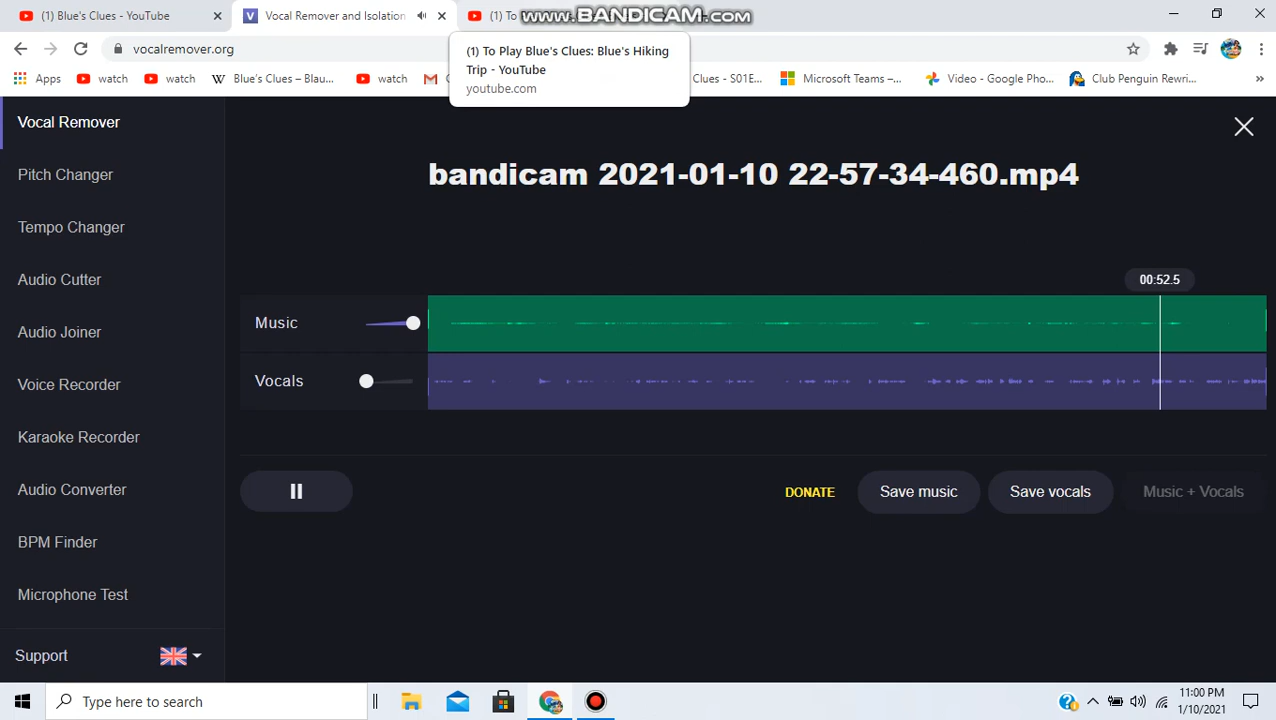 (1) Blue's Clues - YouTube
Vocal Remover and Isolation
(1) To
www.BANDICAM.com
vocalremover.org
(1) To Play Blue's Clues: Blue's Hiking
Trip - YouTube
youtube.com
Apps
watch
watch
Blue's Clues – Blau...
watch
Clues - S01E...
Microsoft Teams –...
Video - Google Pho...
Club Penguin Rewri...
»
Vocal Remover
Pitch Changer
Tempo Changer
Audio Cutter
Audio Joiner
Voice Recorder
Karaoke Recorder
Audio Converter
BPM Finder
Microphone Test
Support
bandicam 2021-01-10 22-57-34-460.mp4
00:52.5
Music
Vocals
DONATE
Save music
Save vocals
Music + Vocals
Type here to search
11:00 PM
1/10/2021